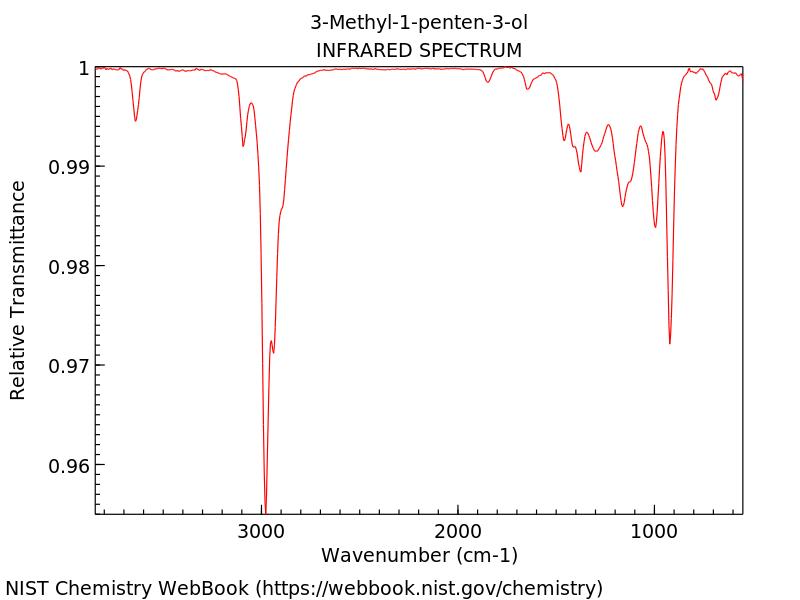 3-Methyl-1-penten-3-ol
INFRARED SPECTRUM
1
0.99
0.98
0.97
0.96
Relative Transmittance
3000 2000 1000
Wavenumber (cm-1)
NIST Chemistry WebBook (https://webbook.nist.gov/chemistry)